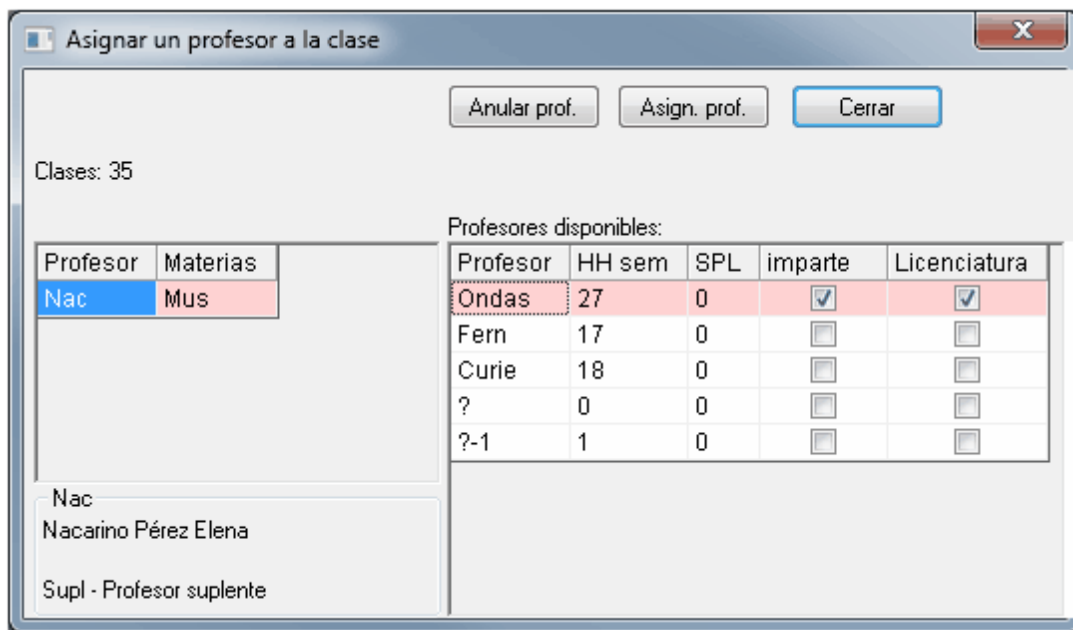 Asignar un profesor a la clase
Anular prof. Asign. prof. Cerrar
Clases: 35
Profesores disponibles:
Profesor Materias
Nac Mus
Profesor HH sem SPL imparte Licenciatura
Ondas 27 0
Fern 17 0
Curie 18 0
? 0 0
?-1 1 0
Nac
Nacarino Pérez Elena
Supl - Profesor suplente